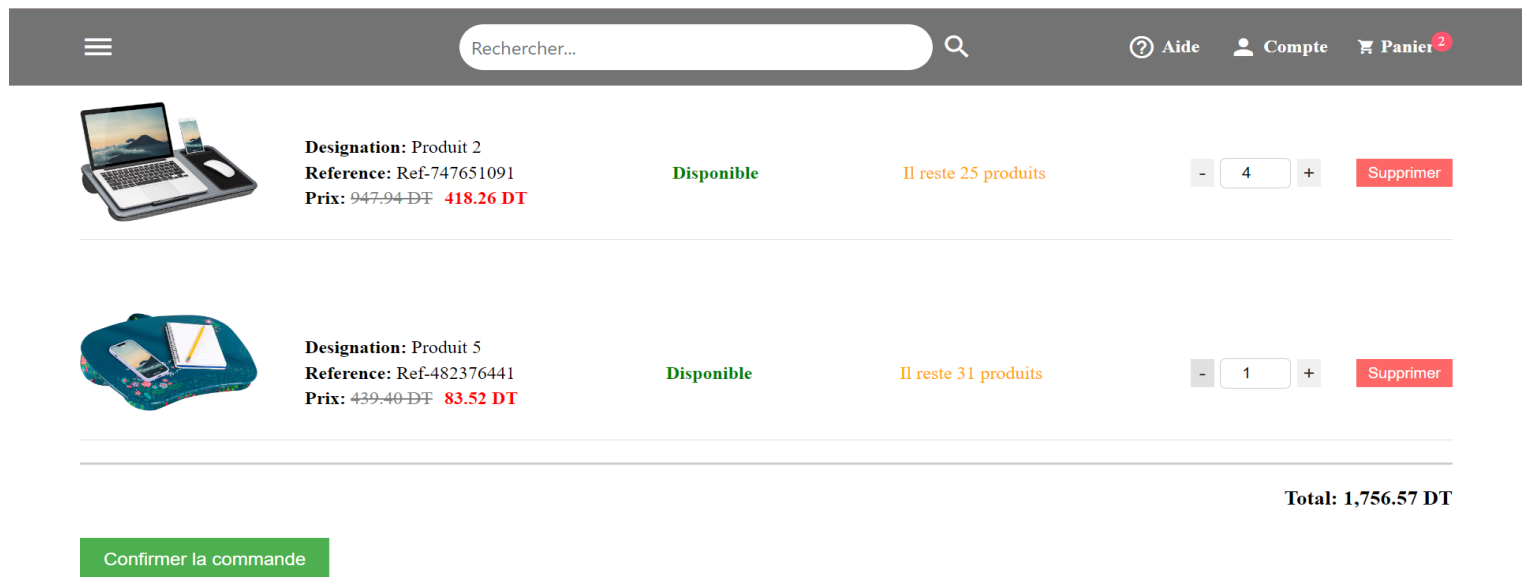 Rechercher...
Aide
Compte
Panier 2
Designation: Produit 2
Reference: Ref-747651091
Prix: 947.94 DT 418.26 DT
Disponible
Il reste 25 produits
- 4 +
Supprimer
Designation: Produit 5
Reference: Ref-482376441
Prix: 439.40 DT 83.52 DT
Disponible
Il reste 31 produits
- 1 +
Supprimer
Total: 1,756.57 DT
Confirmer la commande